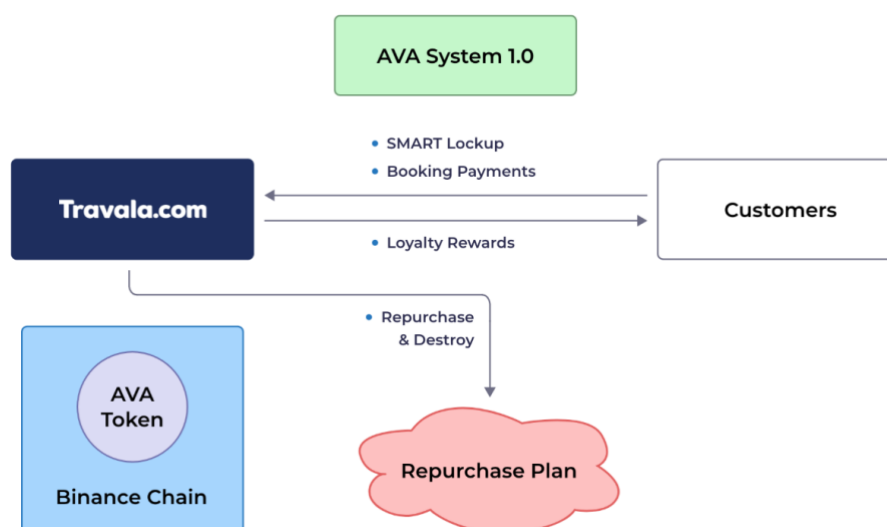 AVA System 1.0
SMART Lockup
Booking Payments
Travala.com
Customers
Loyalty Rewards
Repurchase
& Destroy
AVA
Token
Repurchase Plan
Binance Chain